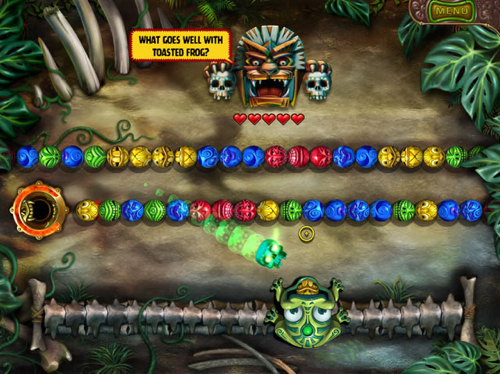 MENU
WHAT GOES WELL WITH
TOASTED FROG?